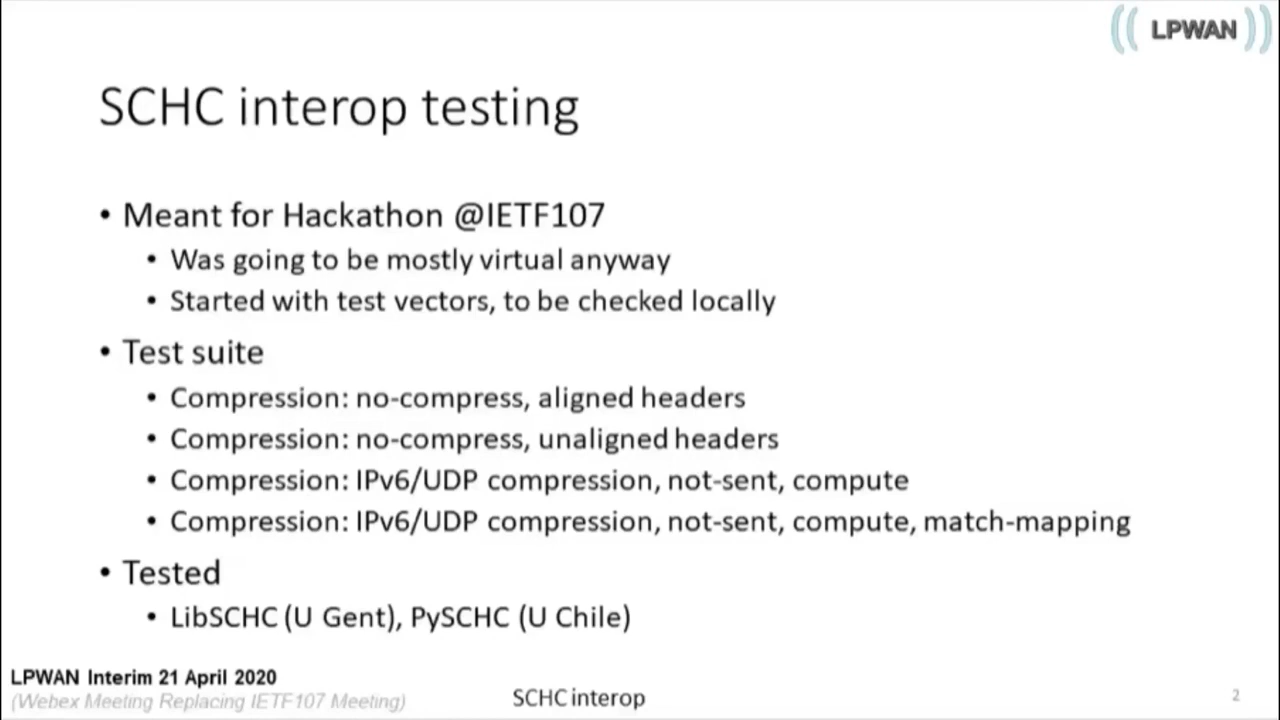 LPWAN
SCHC interop testing
• Meant for Hackathon @IETF107
• Was going to be mostly virtual anyway
• Started with test vectors, to be checked locally
• Test suite
• Compression: no-compress, aligned headers
• Compression: no-compress, unaligned headers
• Compression: IPv6/UDP compression, not-sent, compute
• Compression: IPv6/UDP compression, not-sent, compute, match-mapping
• Tested
• LibSCHC (U Gent), PySCHC (U Chile)
LPWAN Interim 21 April 2020
(Webex Meeting Replacing IETF107 Meeting)
SCHC interop
2